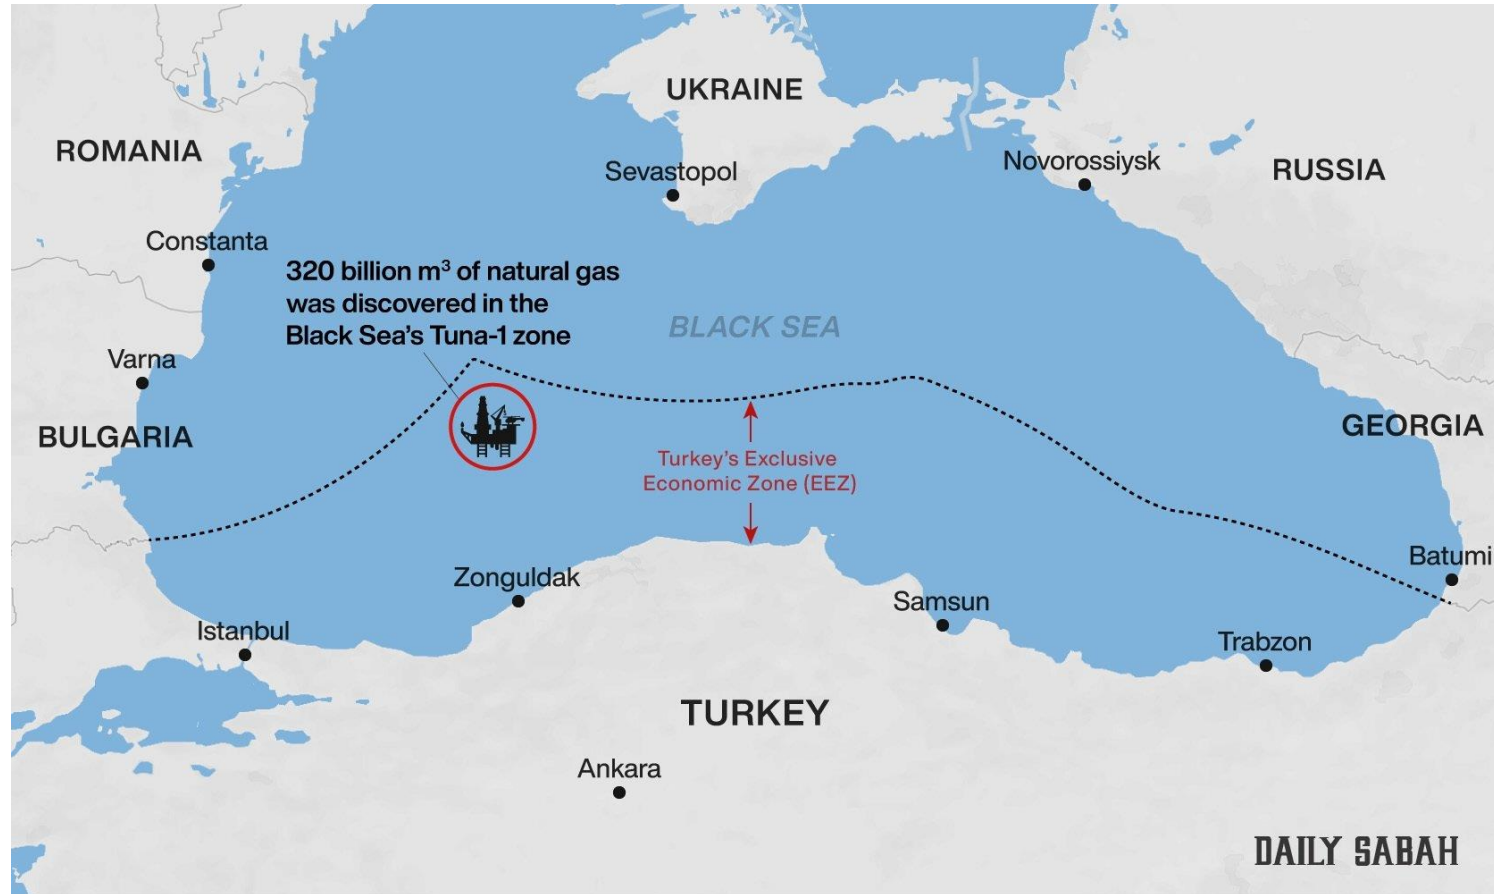 UKRAINE
ROMANIA
Sevastopol
Novorossiysk
RUSSIA
Constanta
320 billion m³ of natural gas
was discovered in the
Black Sea's Tuna-1 zone
BLACK SEA
Varna
BULGARIA
GEORGIA
Turkey's Exclusive
Economic Zone (EEZ)
Batumi
Zonguldak
Samsun
Istanbul
Trabzon
TURKEY
Ankara
DAILY SABAH